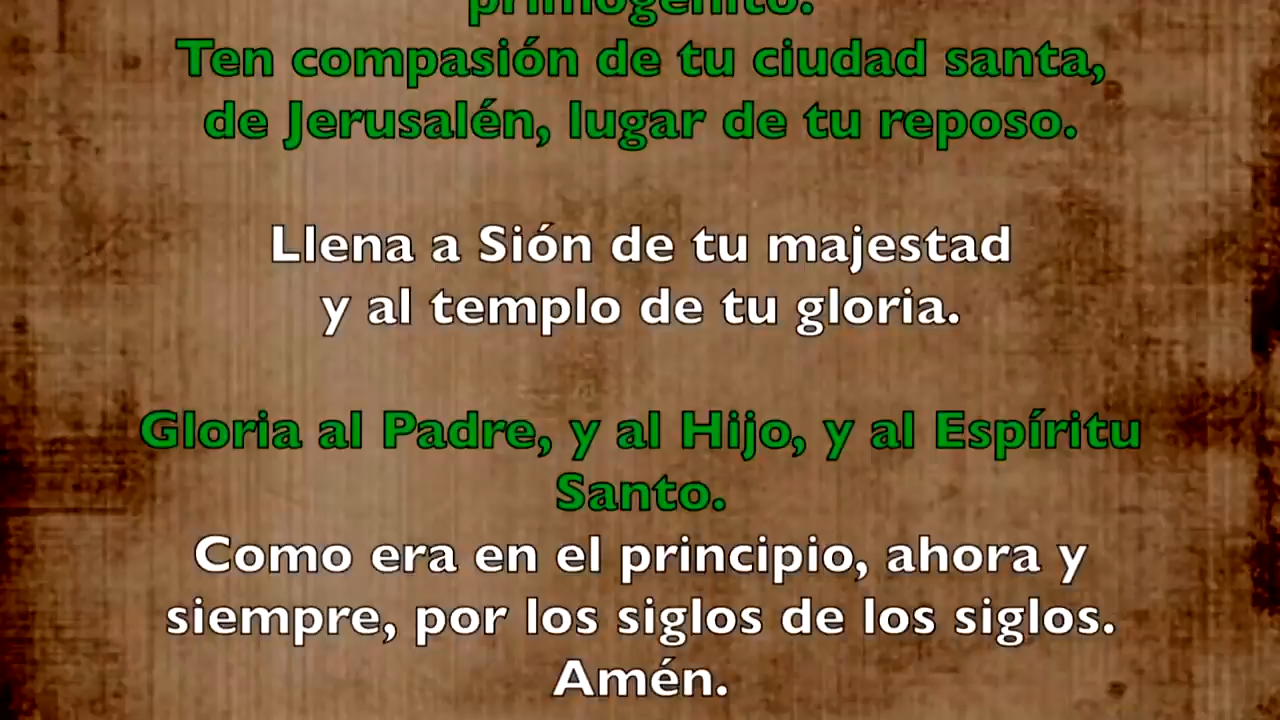 primogénito.
Ten compasión de tu ciudad santa,
de Jerusalén, lugar de tu reposo.
Llena a Sión de tu majestad
y al templo de tu gloria.
Gloria al Padre, y al Hijo, y al Espíritu
Santo.
Como era en el principio, ahora y
siempre, por los siglos de los siglos.
Amén.